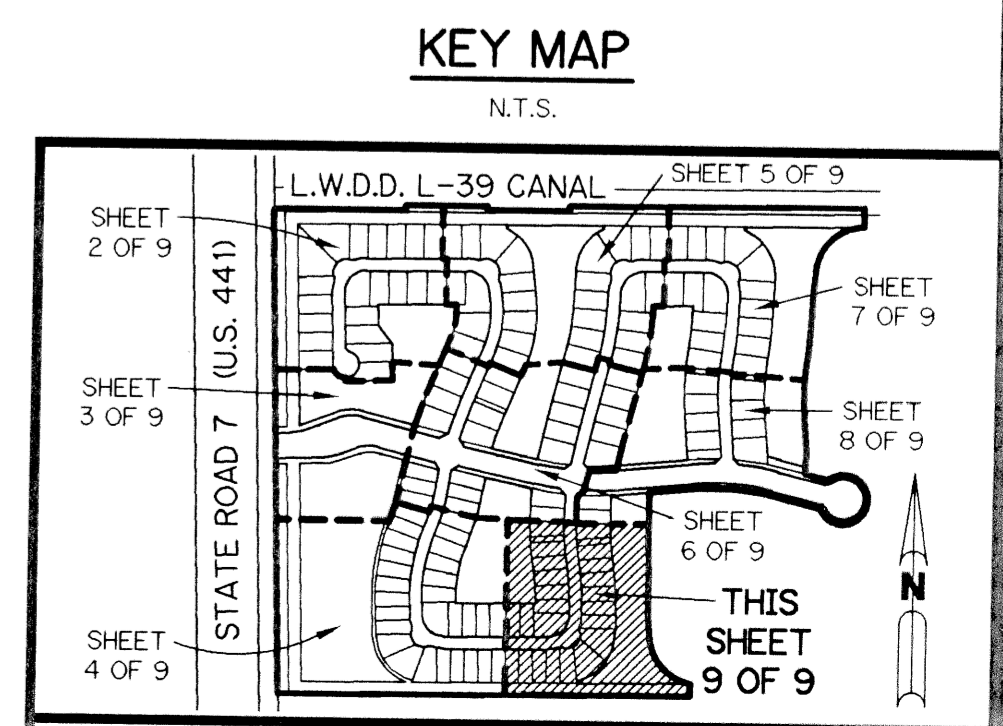 KEY MAP
N.T.S.
L.W.D.D. L-39 CANAL
SHEET 5 OF 9
SHEET
2 OF 9
STATE ROAD 7 (U.S. 441)
SHEET
7 OF 9
SHEET
3 OF 9
SHEET
8 OF 9
SHEET
6 OF 9
N
THIS
SHEET
9 OF 9
SHEET
4 OF 9